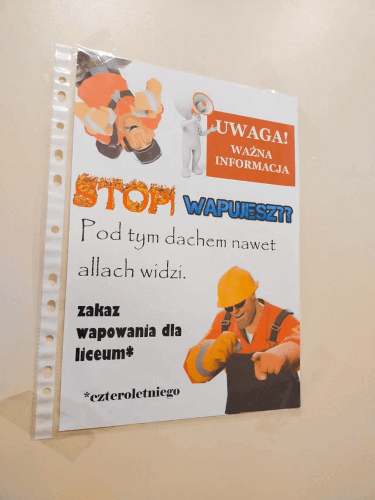 UWAGA!
WAŻNA
INFORMACJA
STOP!
WAPUJESZ??
Pod tym dachem nawet
allach widzi.
zakaz
wapowania dla
liceum*
*czteroletniego